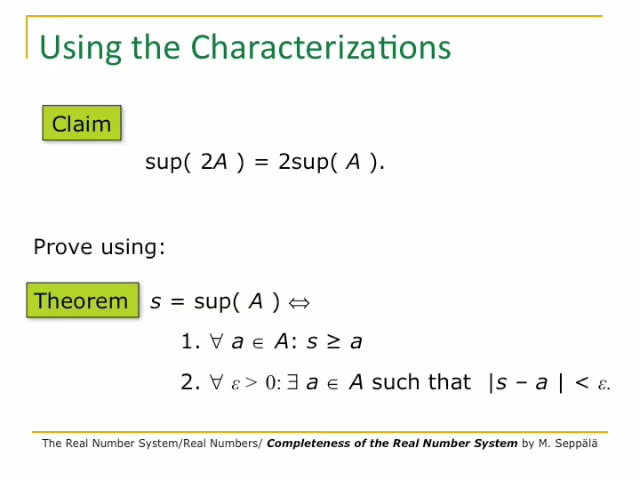 Using the Characterizations
Claim
sup( 2A ) = 2sup( A ).
Prove using:
Theorem s = sup( A ) ⇔
1. ∀ a ∈ A: s ≥ a
2. ∀ ε > 0: ∃ a ∈ A such that |s – a | < ε.
The Real Number System/Real Numbers/ Completeness of the Real Number System by M. Seppälä